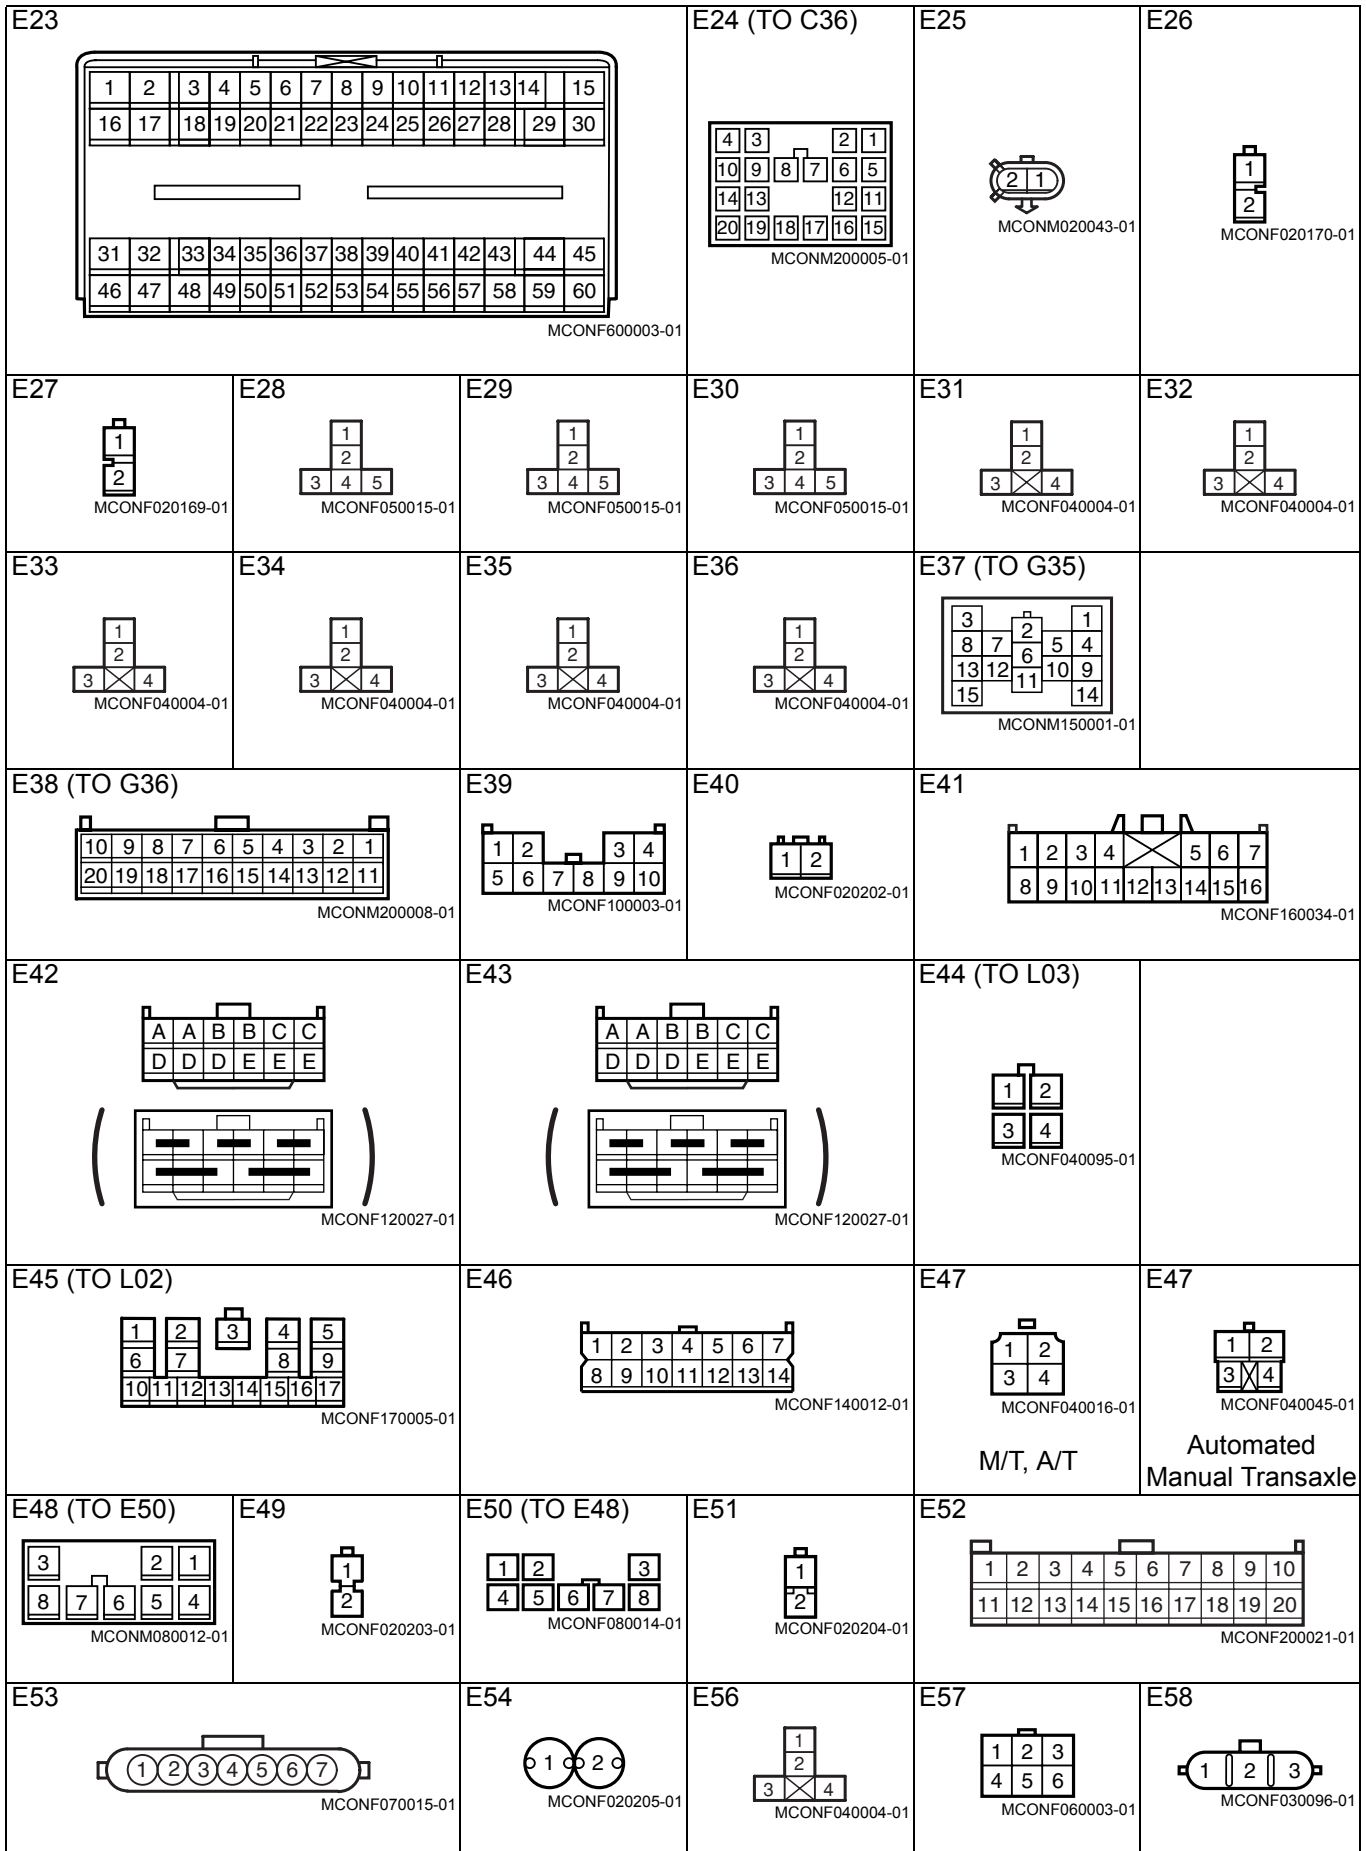 E23
1 2 3 4 5 6 7 8 9 10 11 12 13 14 15
16 17 18 19 20 21 22 23 24 25 26 27 28 29 30
31 32 33 34 35 36 37 38 39 40 41 42 43 44 45
46 47 48 49 50 51 52 53 54 55 56 57 58 59 60
MCONF600003-01
E24 (TO C36)
4 3 2 1
10 9 8 7 6 5
14 13 12 11
20 19 18 17 16 15
MCONM200005-01
E25
2 1
MCONM020043-01
E26
1
2
MCONF020170-01
E27
1
2
MCONF020169-01
E28
1
2
3 4 5
MCONF050015-01
E29
1
2
3 4 5
MCONF050015-01
E30
1
2
3 4 5
MCONF050015-01
E31
1
2
3 4
MCONF040004-01
E32
1
2
3 4
MCONF040004-01
E33
1
2
3 4
MCONF040004-01
E34
1
2
3 4
MCONF040004-01
E35
1
2
3 4
MCONF040004-01
E36
1
2
3 4
MCONF040004-01
E37 (TO G35)
3 2 1
8 7 6 5 4
13 12 11 10 9
15 14
MCONM150001-01
E38 (TO G36)
10 9 8 7 6 5 4 3 2 1
20 19 18 17 16 15 14 13 12 11
MCONM200008-01
E39
1 2 3 4
5 6 7 8 9 10
MCONF100003-01
E40
1 2
MCONF020202-01
E41
1 2 3 4 5 6 7
8 9 10 11 12 13 14 15 16
MCONF160034-01
E42
A A B B C C
D D D E E E
MCONF120027-01
E43
A A B B C C
D D D E E E
MCONF120027-01
E44 (TO L03)
1 2
3 4
MCONF040095-01
E45 (TO L02)
1 2 3 4 5
6 7 8 9
10 11 12 13 14 15 16 17
MCONF170005-01
E46
1 2 3 4 5 6 7
8 9 10 11 12 13 14
MCONF140012-01
E47
1 2
3 4
MCONF040016-01
M/T, A/T
E47
1 2
3 4
MCONF040045-01
Automated
Manual Transaxle
E48 (TO E50)
3 2 1
8 7 6 5 4
MCONM080012-01
E49
1
2
MCONF020203-01
E50 (TO E48)
1 2 3
4 5 6 7 8
MCONF080014-01
E51
1
2
MCONF020204-01
E52
1 2 3 4 5 6 7 8 9 10
11 12 13 14 15 16 17 18 19 20
MCONF200021-01
E53
1 2 3 4 5 6 7
MCONF070015-01
E54
1 2
MCONF020205-01
E56
1
2
3 4
MCONF040004-01
E57
1 2 3
4 5 6
MCONF060003-01
E58
1 2 3
MCONF030096-01